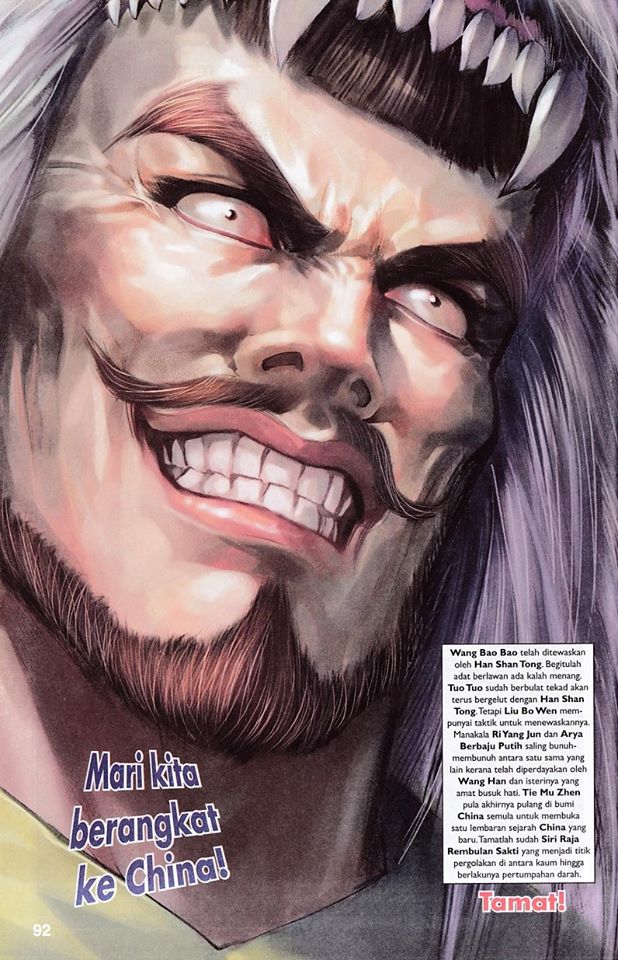 Wang Bao Bao telah ditewaskan
oleh Han Shan Tong. Begitulah
adat berlawan ada kalah menang.
Tuo Tuo sudah berbulat tekad akan
terus bergelut dengan Han Shan
Tong. Tetapi Liu Bo Wen mem-
punyai taktik untuk menewaskannya.
Manakala Ri Yang Jun dan Arya
Berbaju Putih saling bunuh-
membunuh antara satu sama yang
lain kerana telah diperdayakan oleh
Wang Han dan isterinya yang
amat busuk hati. Tie Mu Zhen
pula akhirnya pulang di bumi
China semula untuk membuka
satu lembaran sejarah China yang
baru. Tamatlah sudah Siri Raja
Rembulan Sakti yang menjadi titik
pergolakan di antara kaum hingga
berlakunya pertumpahan darah.
Mari kita
berangkat
ke China!
Tamat!
92